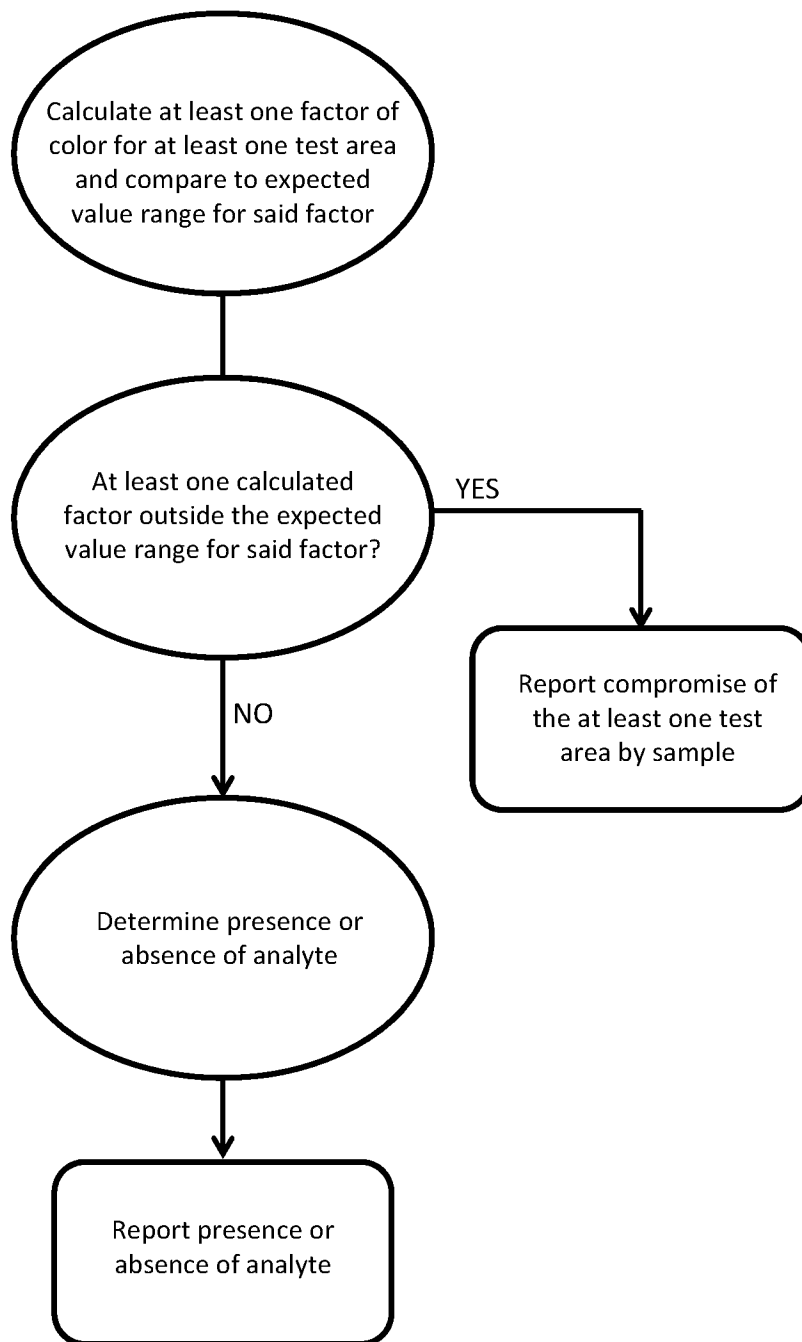 Calculate at least one factor of
color for at least one test area
and compare to expected
value range for said factor
At least one calculated
factor outside the expected
value range for said factor?
YES
Report compromise of
the at least one test
area by sample
NO
Determine presence or
absence of analyte
Report presence or
absence of analyte